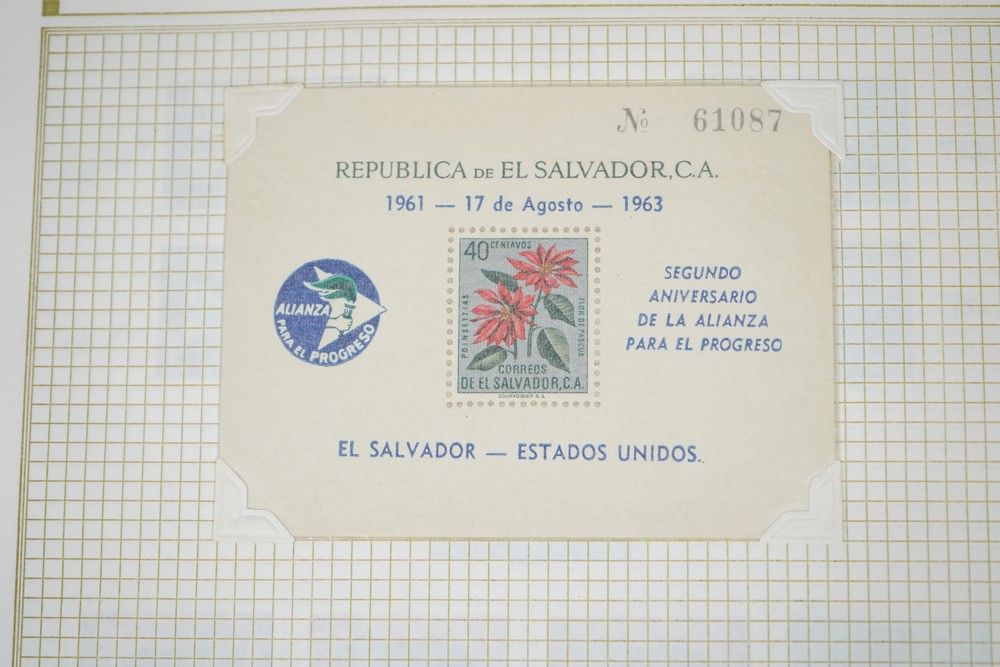 Nº 61087
REPUBLICA DE EL SALVADOR, C.A.
1961 — 17 de Agosto — 1963
ALIANZA
PARA EL PROGRESO
40 CENTAVOS
POINSETTIAS
FLOR DE PASCUA
CORREOS
DE EL SALVADOR, C.A.
COURVOISIER S.A.
SEGUNDO
ANIVERSARIO
DE LA ALIANZA
PARA EL PROGRESO
EL SALVADOR — ESTADOS UNIDOS.